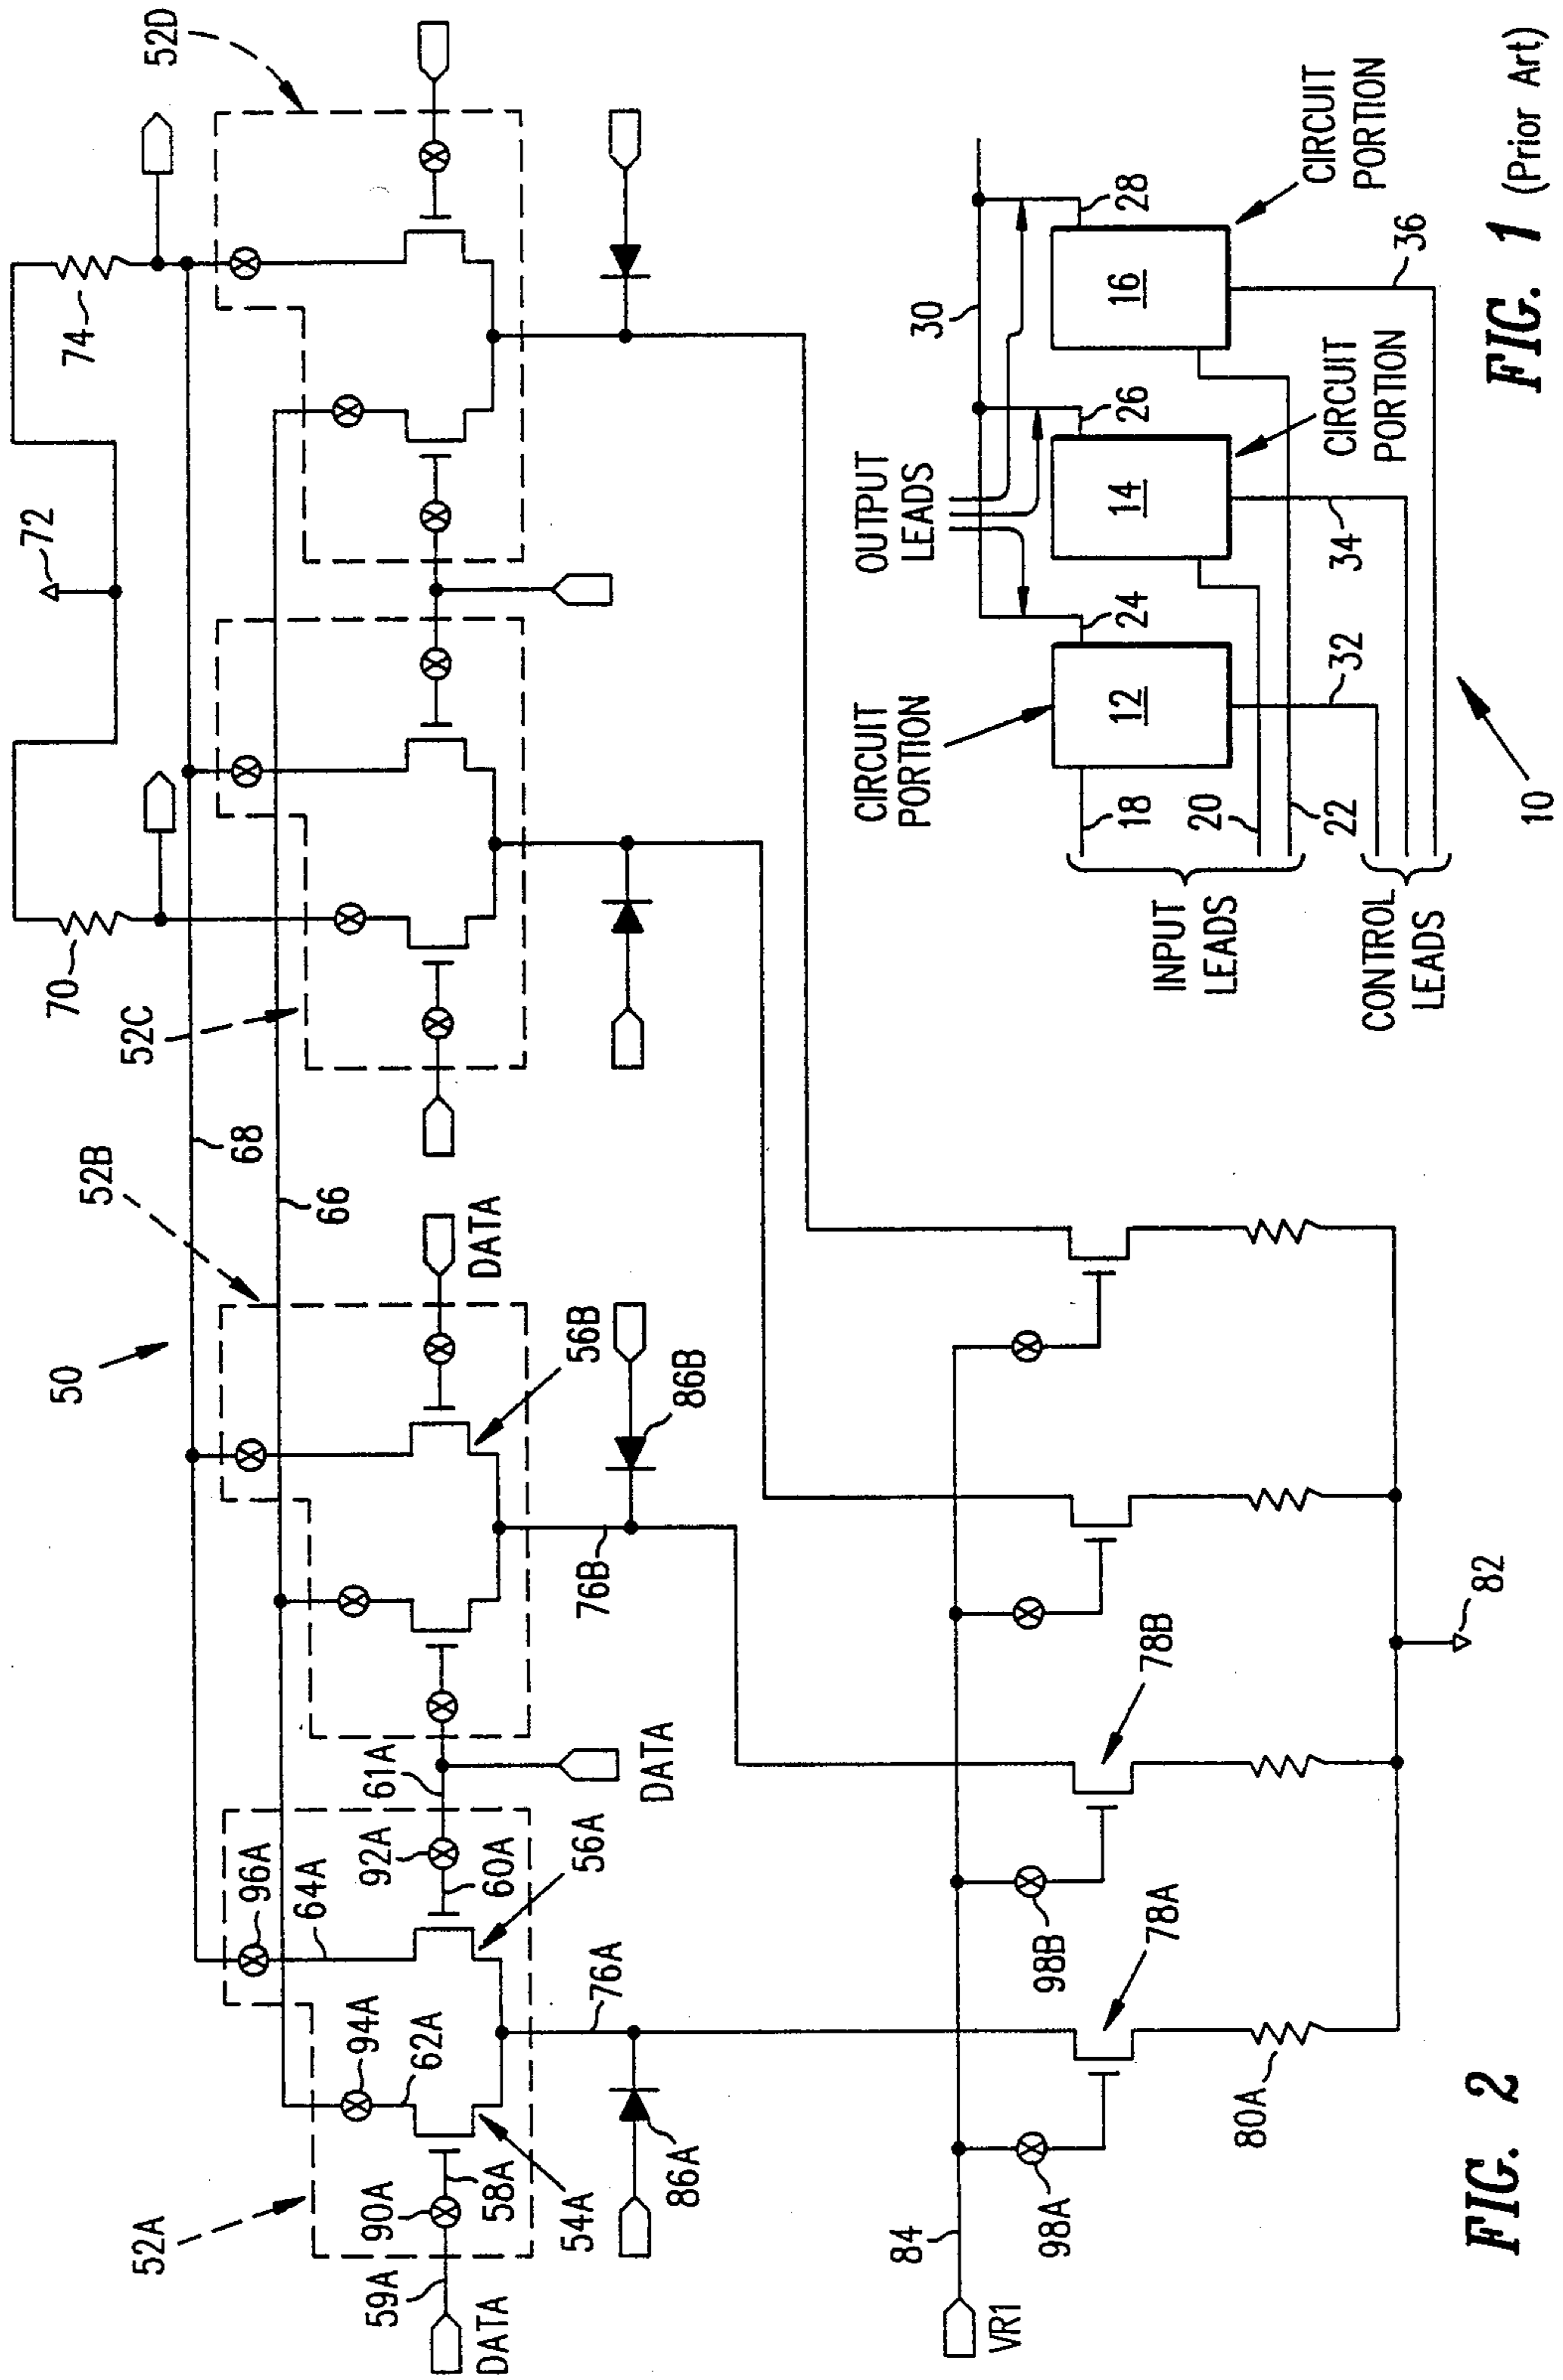 50
52A
52B
52C
52D
70
72
74
68
66
96A
64A
94A
62A
90A
58A
59A
DATA
54A
92A
60A
61A
56A
DATA
DATA
56B
76A
76B
86A
86B
84
VR1
98A
98B
78A
78B
80A
82
FIG. 2
CIRCUIT
PORTION
OUTPUT
LEADS
30
12
14
16
18
20
22
24
26
28
32
34
36
INPUT
LEADS
CONTROL
LEADS
CIRCUIT
PORTION
CIRCUIT
PORTION
10
FIG. 1 (Prior Art)